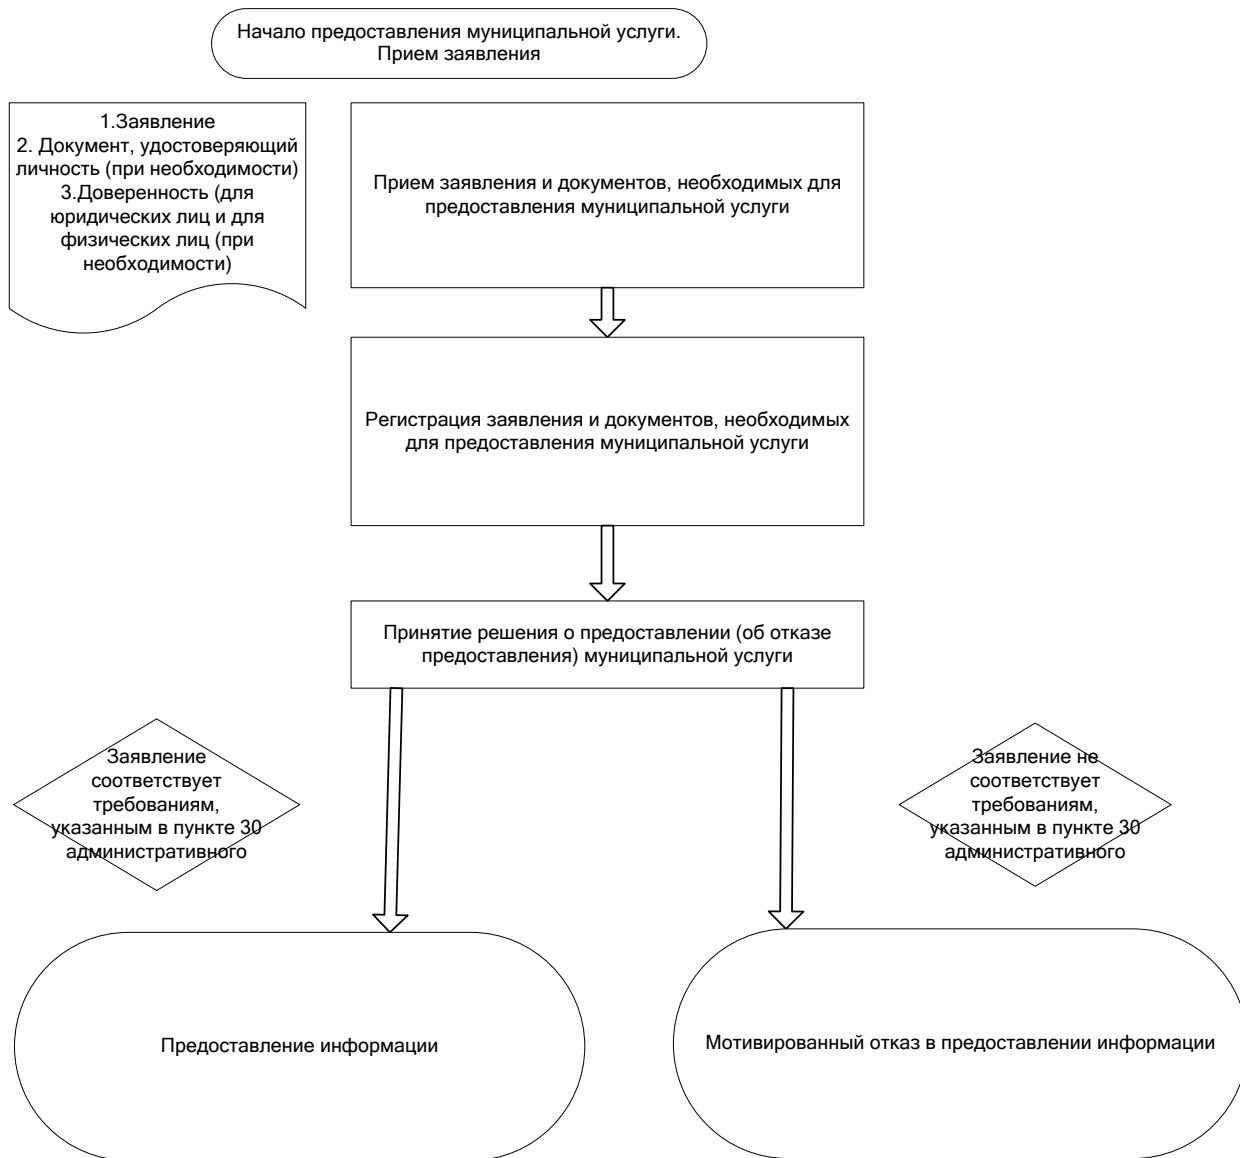 Начало предоставления муниципальной услуги.
Прием заявления
1.Заявление
2. Документ, удостоверяющий
личность (при необходимости)
3.Доверенность (для
юридических лиц и для
физических лиц (при
необходимости)
Прием заявления и документов, необходимых для
предоставления муниципальной услуги
Регистрация заявления и документов, необходимых
для предоставления муниципальной услуги
Принятие решения о предоставлении (об отказе
предоставления) муниципальной услуги
Заявление
соответствует
требованиям,
указанным в пункте 30
административного
Заявление не
соответствует
требованиям,
указанным в пункте 30
административного
Предоставление информации
Мотивированный отказ в предоставлении информации